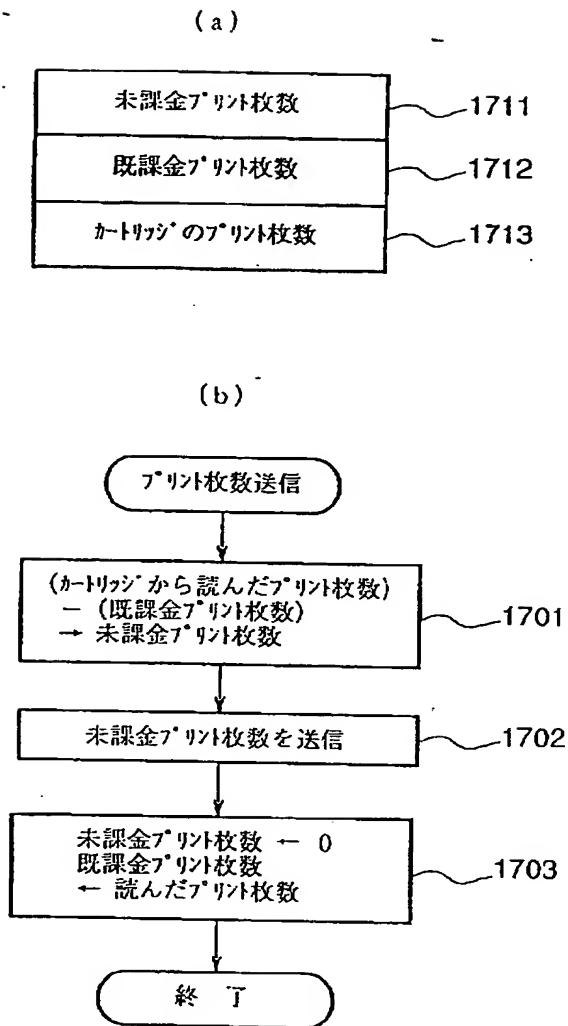 (a)
未課金プリント枚数
1711
既課金プリント枚数
1712
カートリッジのプリント枚数
1713
(b)
プリント枚数送信
(カートリッジから読んだプリント枚数)
− (既課金プリント枚数)
→ 未課金プリント枚数
1701
未課金プリント枚数を送信
1702
未課金プリント枚数 ← 0
既課金プリント枚数
← 読んだプリント枚数
1703
終 了